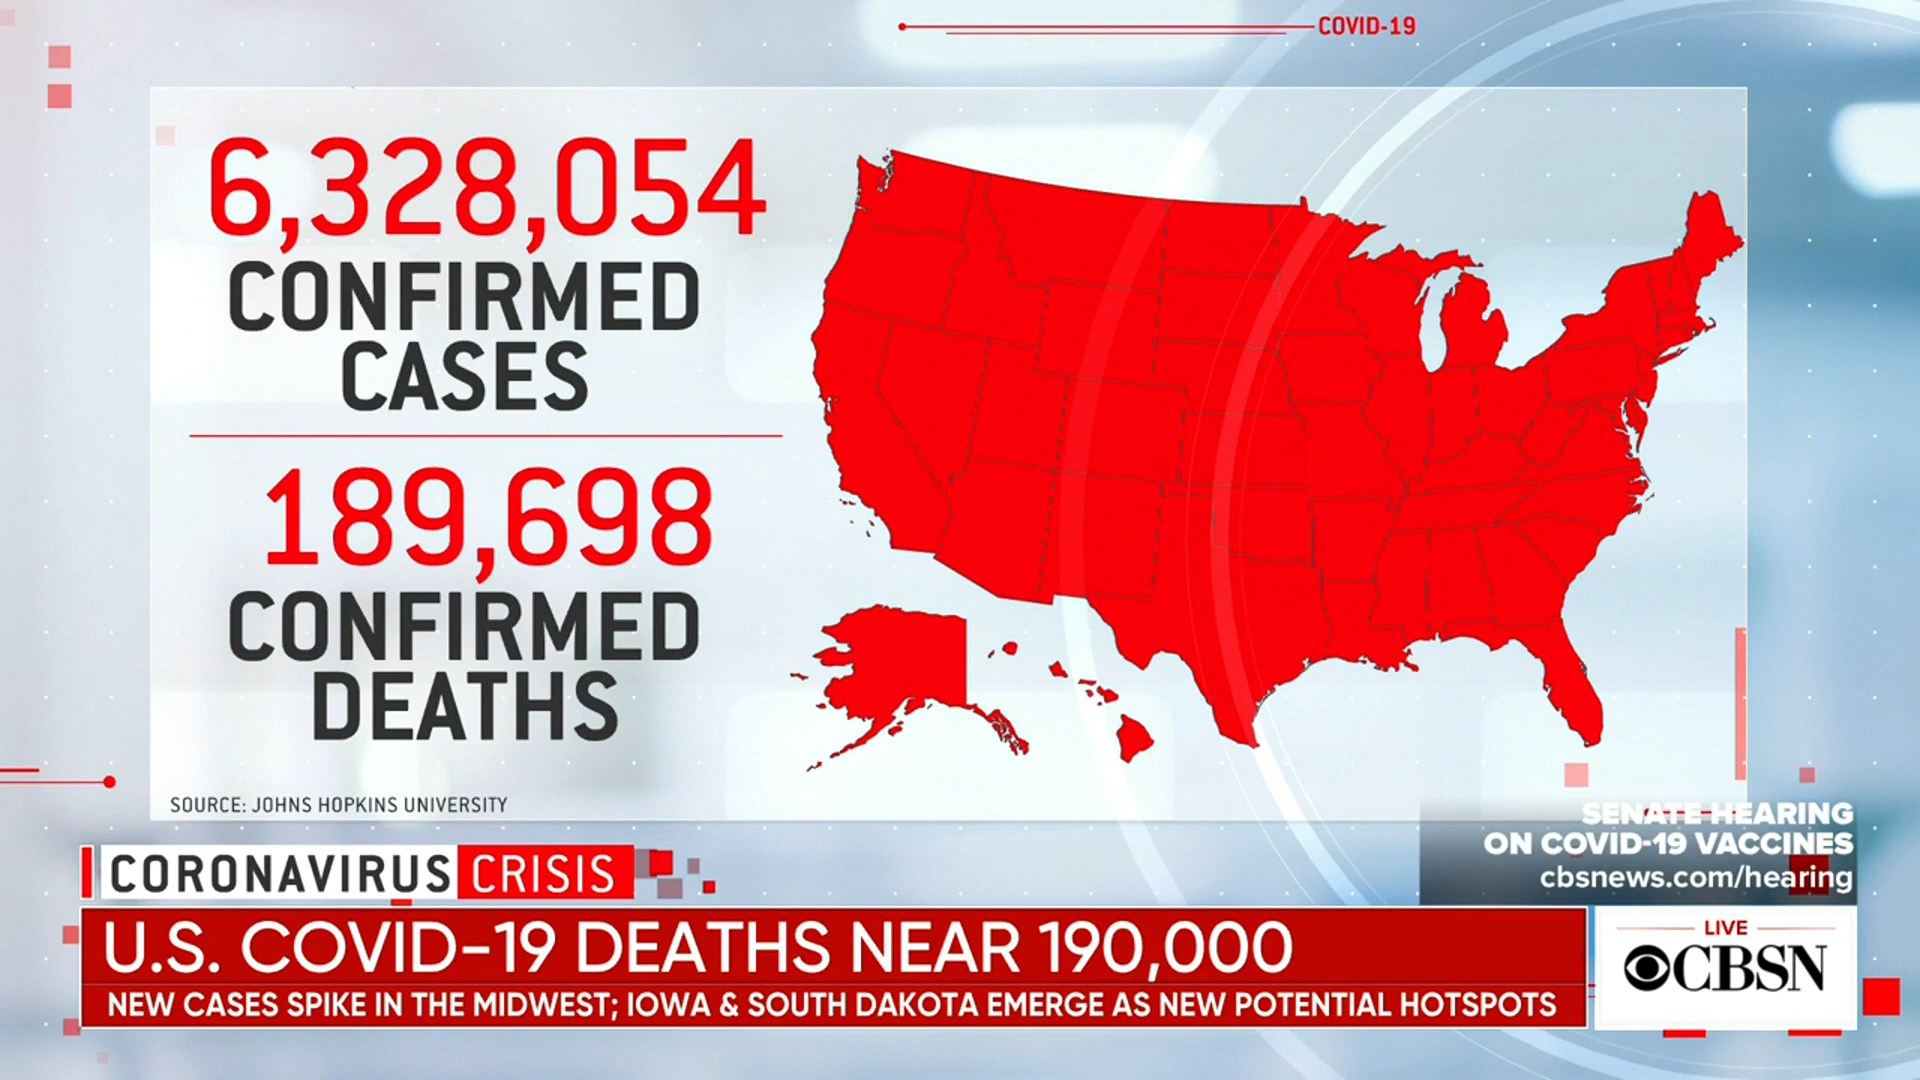 COVID-19
6,328,054
CONFIRMED
CASES
189,698
CONFIRMED
DEATHS
SOURCE: JOHNS HOPKINS UNIVERSITY
SENATE HEARING
ON COVID-19 VACCINES
cbsnews.com/hearing
CORONAVIRUS CRISIS
U.S. COVID-19 DEATHS NEAR 190,000
NEW CASES SPIKE IN THE MIDWEST; IOWA & SOUTH DAKOTA EMERGE AS NEW POTENTIAL HOTSPOTS
LIVE
CBSN